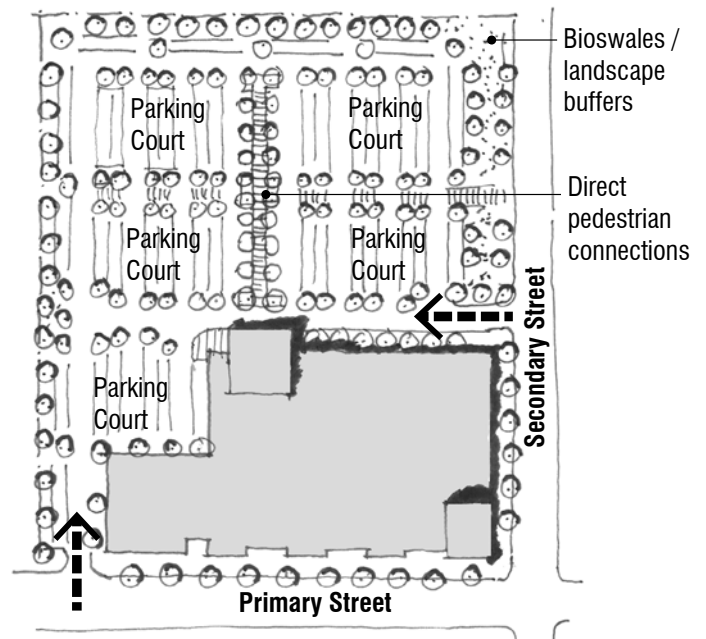 Bioswales /
landscape
buffers
Parking
Court
Parking
Court
Direct
pedestrian
connections
Parking
Court
Parking
Court
Secondary Street
Parking
Court
Primary Street